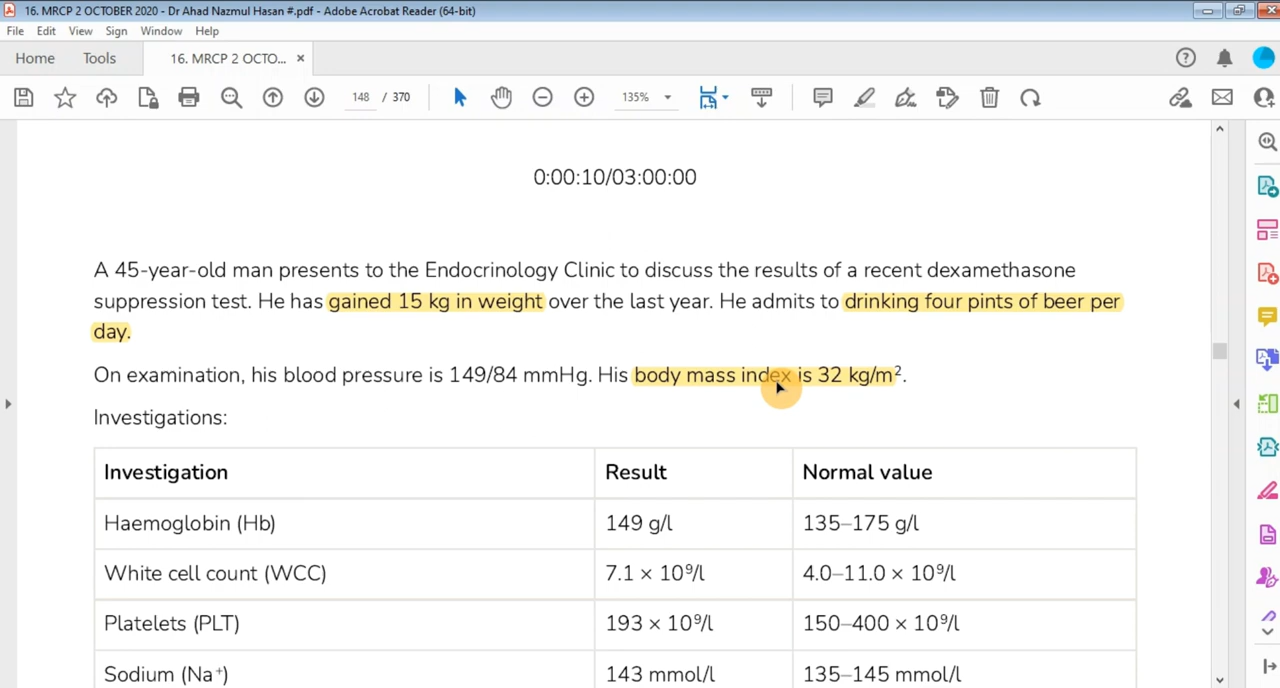 16. MRCP 2 OCTOBER 2020 - Dr Ahad Nazmul Hasan #.pdf - Adobe Acrobat Reader (64-bit)
File Edit View Sign Window Help
Home Tools 16. MRCP 2 OCTO... ×
148 / 370 135%
0:00:10/03:00:00
A 45-year-old man presents to the Endocrinology Clinic to discuss the results of a recent dexamethasone
suppression test. He has gained 15 kg in weight over the last year. He admits to drinking four pints of beer per
day.
On examination, his blood pressure is 149/84 mmHg. His body mass index is 32 kg/m².
Investigations:
Investigation Result Normal value
Haemoglobin (Hb) 149 g/l 135–175 g/l
White cell count (WCC) 7.1 × 10⁹/l 4.0–11.0 × 10⁹/l
Platelets (PLT) 193 × 10⁹/l 150–400 × 10⁹/l
Sodium (Na⁺) 143 mmol/l 135–145 mmol/l